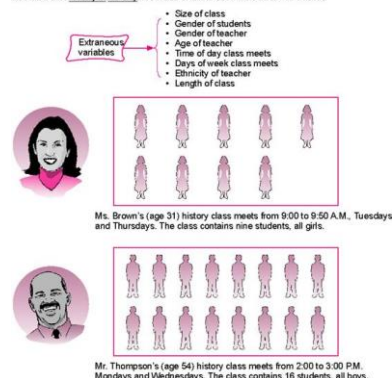 • Size of class
• Gender of students
• Gender of teacher
• Age of teacher
• Time of day class meets
• Days of week class meets
• Ethnicity of teacher
• Length of class
Extraneous
variables
Ms. Brown's (age 31) history class meets from 9:00 to 9:50 A.M., Tuesdays
and Thursdays. The class contains nine students, all girls.
Mr. Thompson's (age 54) history class meets from 2:00 to 3:00 P.M.
Mondays and Wednesdays. The class contains 16 students, all boys.